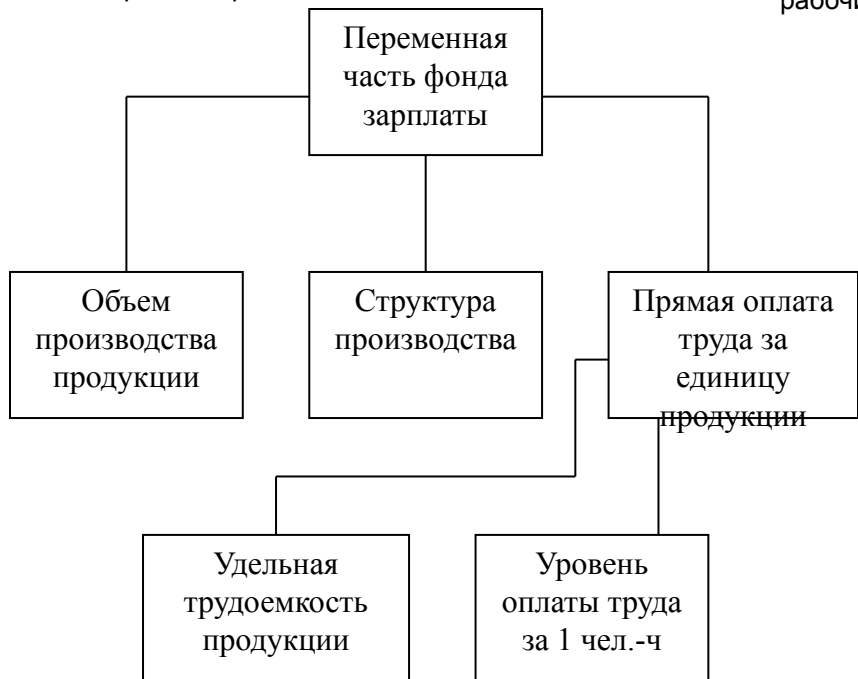 рабочи
Переменная
часть фонда
зарплаты
Объем
производства
продукции
Структура
производства
Прямая оплата
труда за
единицу
продукции
Удельная
трудоемкость
продукции
Уровень
оплаты труда
за 1 чел.-ч